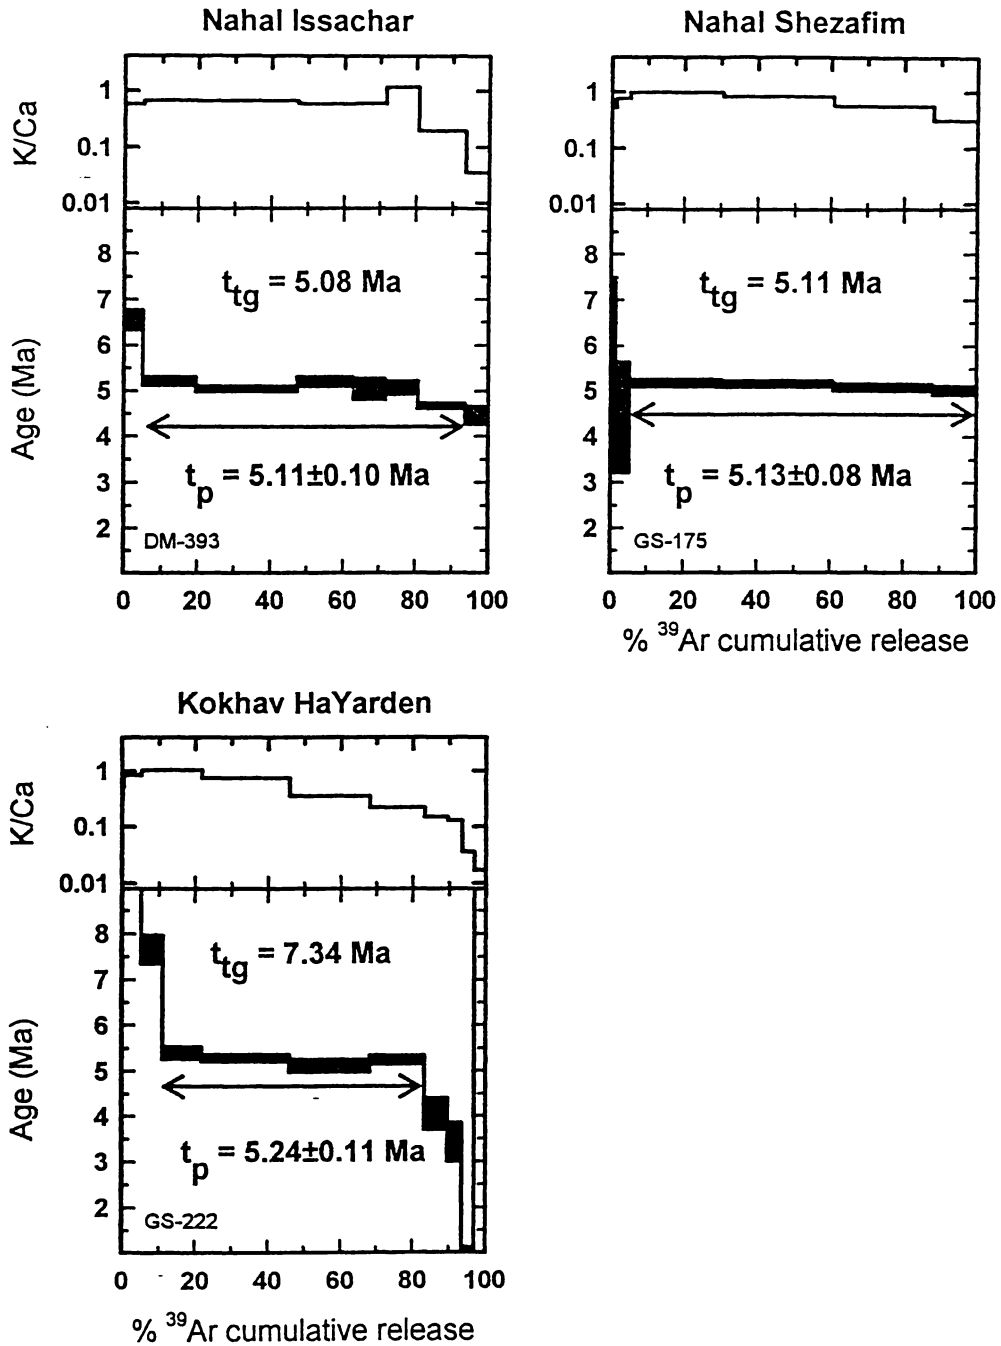 Nahal Issachar
K/Ca
1
0.1
0.01
Age (Ma)
8
7
6
5
4
3
2
t_tg = 5.08 Ma
t_p = 5.11±0.10 Ma
DM-393
0 20 40 60 80 100
Nahal Shezafim
1
0.1
0.01
8
7
6
5
4
3
2
t_tg = 5.11 Ma
t_p = 5.13±0.08 Ma
GS-175
0 20 40 60 80 100
% ³⁹Ar cumulative release
Kokhav HaYarden
K/Ca
1
0.1
0.01
Age (Ma)
8
7
6
5
4
3
2
t_tg = 7.34 Ma
t_p = 5.24±0.11 Ma
GS-222
0 20 40 60 80 100
% ³⁹Ar cumulative release